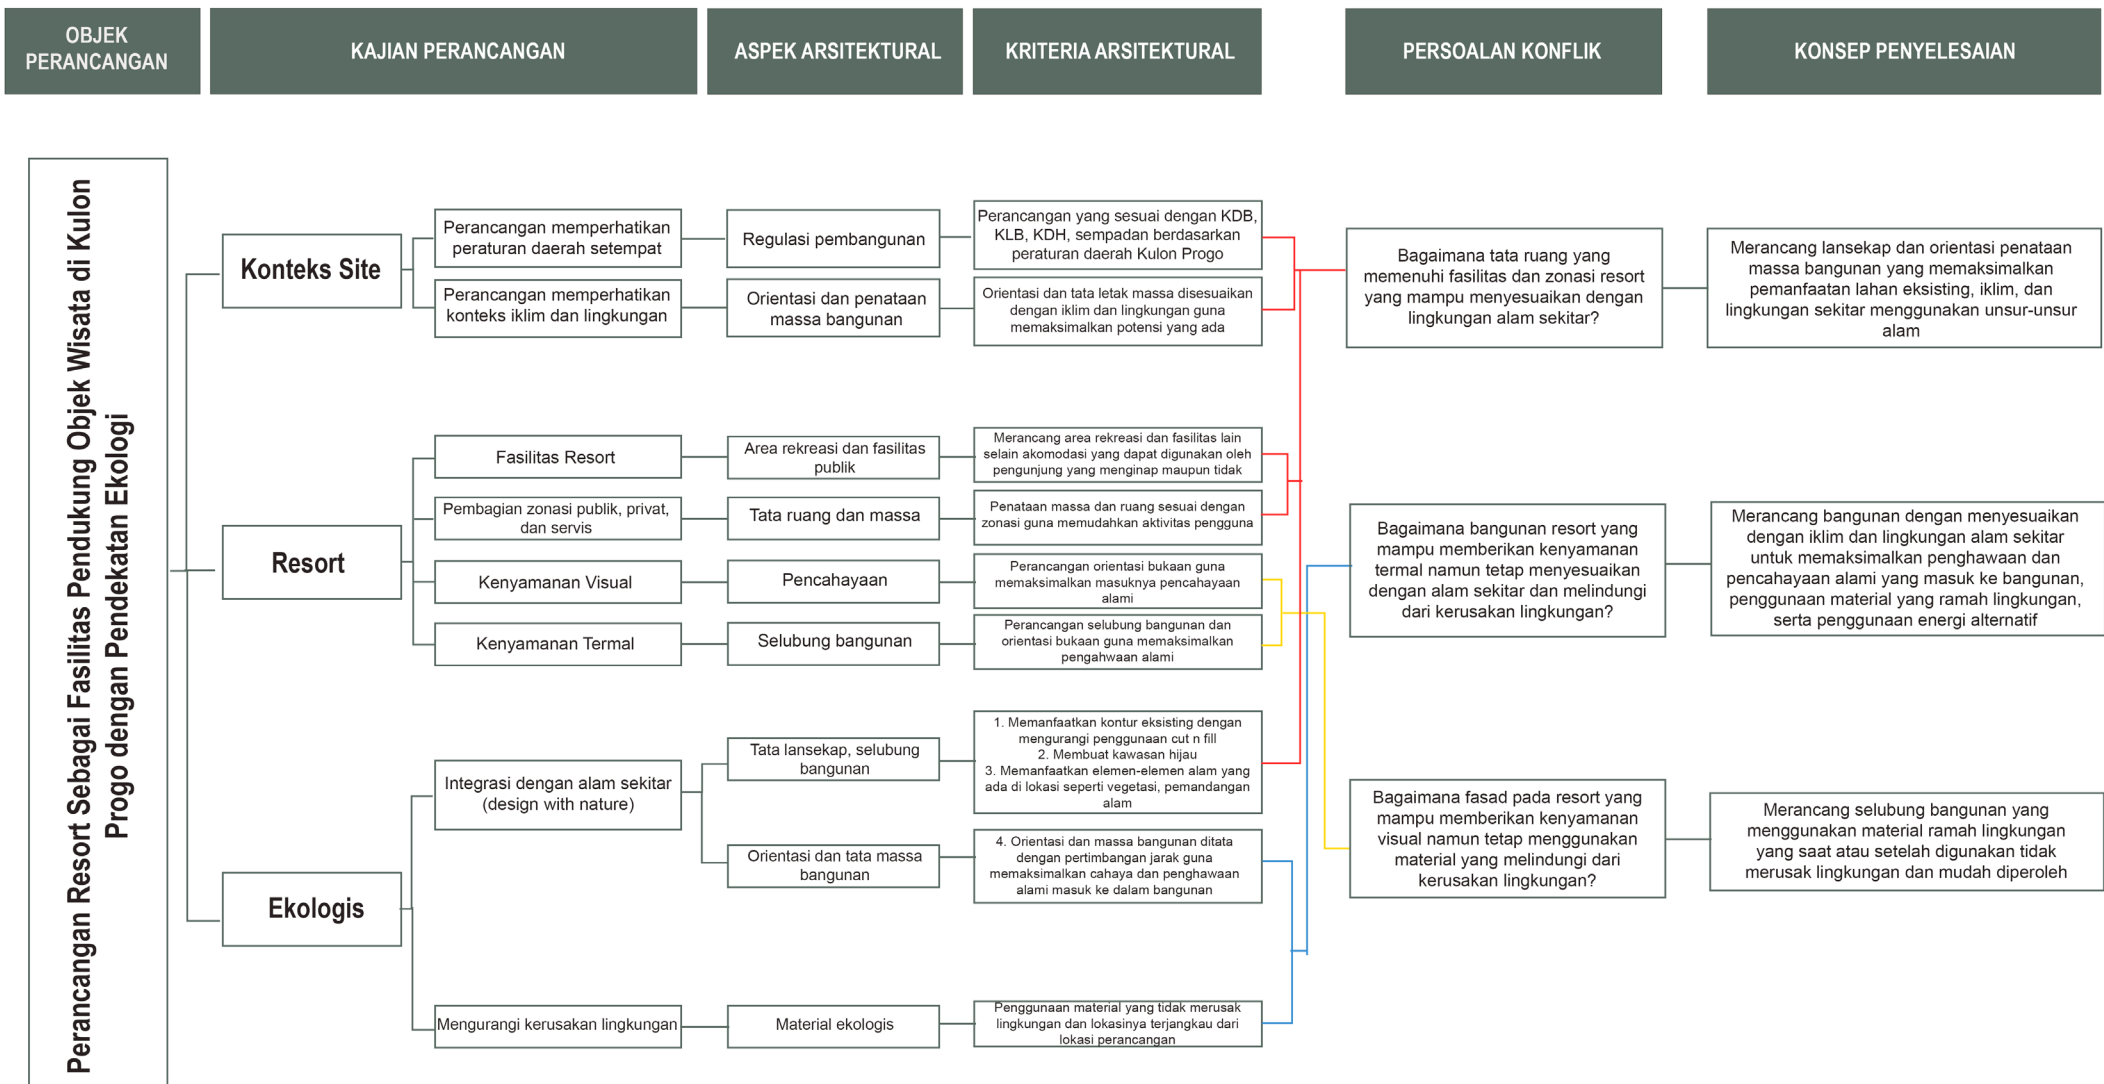 OBJEK
PERANCANGAN
KAJIAN PERANCANGAN
ASPEK ARSITEKTURAL
KRITERIA ARSITEKTURAL
PERSOALAN KONFLIK
KONSEP PENYELESAIAN
Perancangan Resort Sebagai Fasilitas Pendukung Objek Wisata di Kulon
Progo dengan Pendekatan Ekologi
Konteks Site
Perancangan memperhatikan
peraturan daerah setempat
Regulasi pembangunan
Perancangan yang sesuai dengan KDB,
KLB, KDH, sempadan berdasarkan
peraturan daerah Kulon Progo
Perancangan memperhatikan
konteks iklim dan lingkungan
Orientasi dan penataan
massa bangunan
Orientasi dan tata letak massa disesuaikan
dengan iklim dan lingkungan guna
memaksimalkan potensi yang ada
Bagaimana tata ruang yang
memenuhi fasilitas dan zonasi resort
yang mampu menyesuaikan dengan
lingkungan alam sekitar?
Merancang lansekap dan orientasi penataan
massa bangunan yang memaksimalkan
pemanfaatan lahan eksisting, iklim, dan
lingkungan sekitar menggunakan unsur-unsur
alam
Resort
Fasilitas Resort
Area rekreasi dan fasilitas
publik
Merancang area rekreasi dan fasilitas lain
selain akomodasi yang dapat digunakan oleh
pengunjung yang menginap maupun tidak
Pembagian zonasi publik, privat,
dan servis
Tata ruang dan massa
Penataan massa dan ruang sesuai dengan
zonasi guna memudahkan aktivitas pengguna
Kenyamanan Visual
Pencahayaan
Perancangan orientasi bukaan guna
memaksimalkan masuknya pencahayaan
alami
Kenyamanan Termal
Selubung bangunan
Perancangan selubung bangunan dan
orientasi bukaan guna memaksimalkan
pengahwaan alami
Bagaimana bangunan resort yang
mampu memberikan kenyamanan
termal namun tetap menyesuaikan
dengan alam sekitar dan melindungi
dari kerusakan lingkungan?
Merancang bangunan dengan menyesuaikan
dengan iklim dan lingkungan alam sekitar
untuk memaksimalkan penghawaan dan
pencahayaan alami yang masuk ke bangunan,
penggunaan material yang ramah lingkungan,
serta penggunaan energi alternatif
Ekologis
Integrasi dengan alam sekitar
(design with nature)
Tata lansekap, selubung
bangunan
1. Memanfaatkan kontur eksisting dengan
mengurangi penggunaan cut n fill
2. Membuat kawasan hijau
3. Memanfaatkan elemen-elemen alam yang
ada di lokasi seperti vegetasi, pemandangan
alam
Orientasi dan tata massa
bangunan
4. Orientasi dan massa bangunan ditata
dengan pertimbangan jarak guna
memaksimalkan cahaya dan penghawaan
alami masuk ke dalam bangunan
Bagaimana fasad pada resort yang
mampu memberikan kenyamanan
visual namun tetap menggunakan
material yang melindungi dari
kerusakan lingkungan?
Merancang selubung bangunan yang
menggunakan material ramah lingkungan
yang saat atau setelah digunakan tidak
merusak lingkungan dan mudah diperoleh
Mengurangi kerusakan lingkungan
Material ekologis
Penggunaan material yang tidak merusak
lingkungan dan lokasinya terjangkau dari
lokasi perancangan